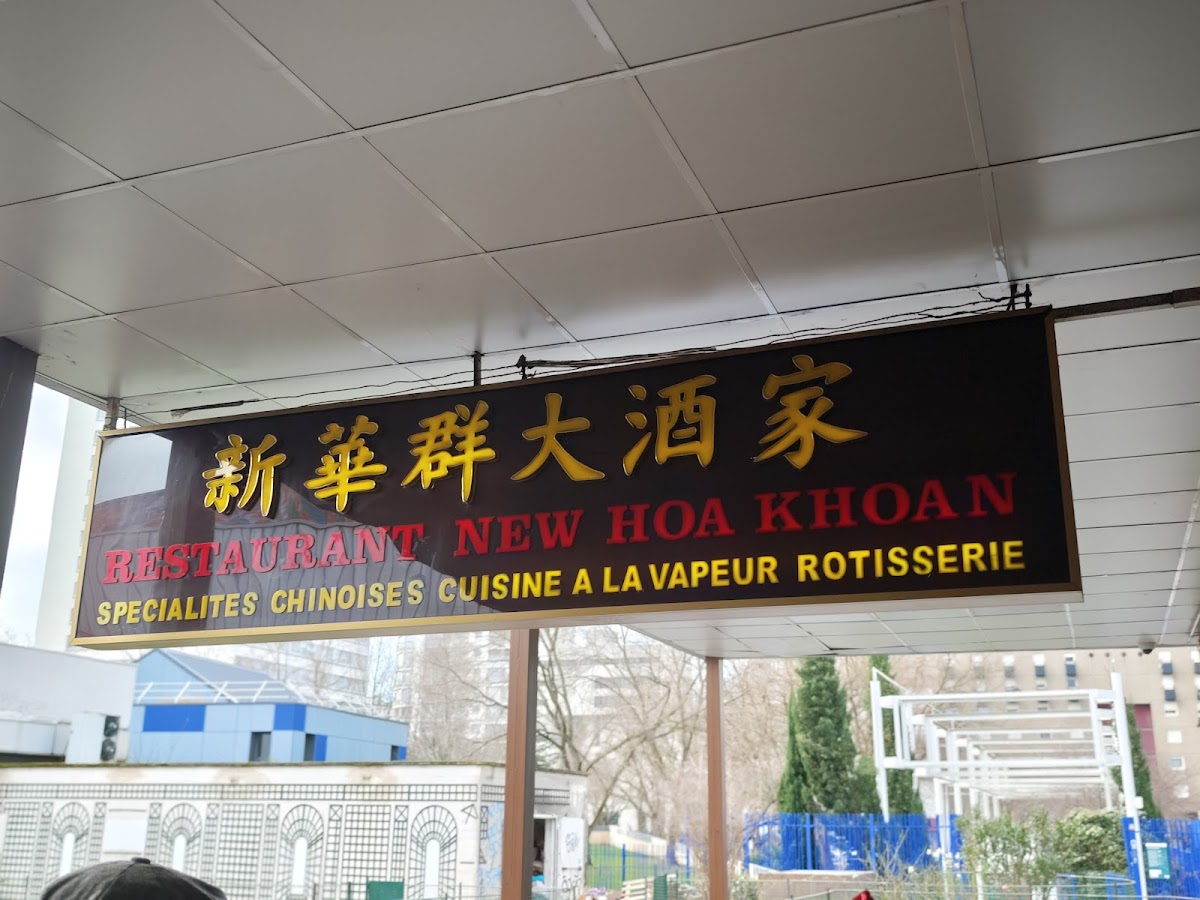 新華群大酒家
RESTAURANT NEW HOA KHOAN
SPECIALITES CHINOISES CUISINE A LA VAPEUR ROTISSERIE